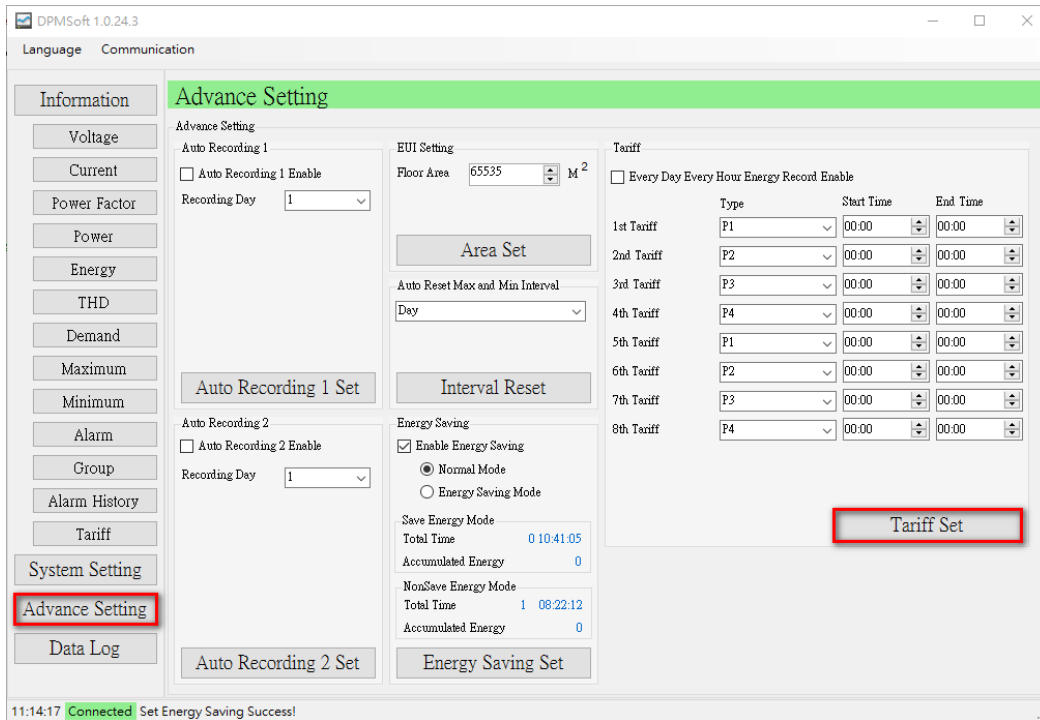 DPMSoft 1.0.24.3
Language Communication
Information
Voltage
Current
Power Factor
Power
Energy
THD
Demand
Maximum
Minimum
Alarm
Group
Alarm History
Tariff
System Setting
Advance Setting
Data Log
Advance Setting
Advance Setting
Auto Recording 1
Auto Recording 1 Enable
Recording Day 1
Auto Recording 1 Set
Auto Recording 2
Auto Recording 2 Enable
Recording Day 1
Auto Recording 2 Set
EUI Setting
Floor Area 65535 M 2
Area Set
Auto Reset Max and Min Interval
Day
Interval Reset
Energy Saving
Enable Energy Saving
Normal Mode
Energy Saving Mode
Save Energy Mode
Total Time 0 10:41:05
Accumulated Energy 0
NonSave Energy Mode
Total Time 1 08:22:12
Accumulated Energy 0
Energy Saving Set
Tariff
Every Day Every Hour Energy Record Enable
Type Start Time End Time
1st Tariff P1 00:00 00:00
2nd Tariff P2 00:00 00:00
3rd Tariff P3 00:00 00:00
4th Tariff P4 00:00 00:00
5th Tariff P1 00:00 00:00
6th Tariff P2 00:00 00:00
7th Tariff P3 00:00 00:00
8th Tariff P4 00:00 00:00
Tariff Set
11:14:17 Connected Set Energy Saving Success!